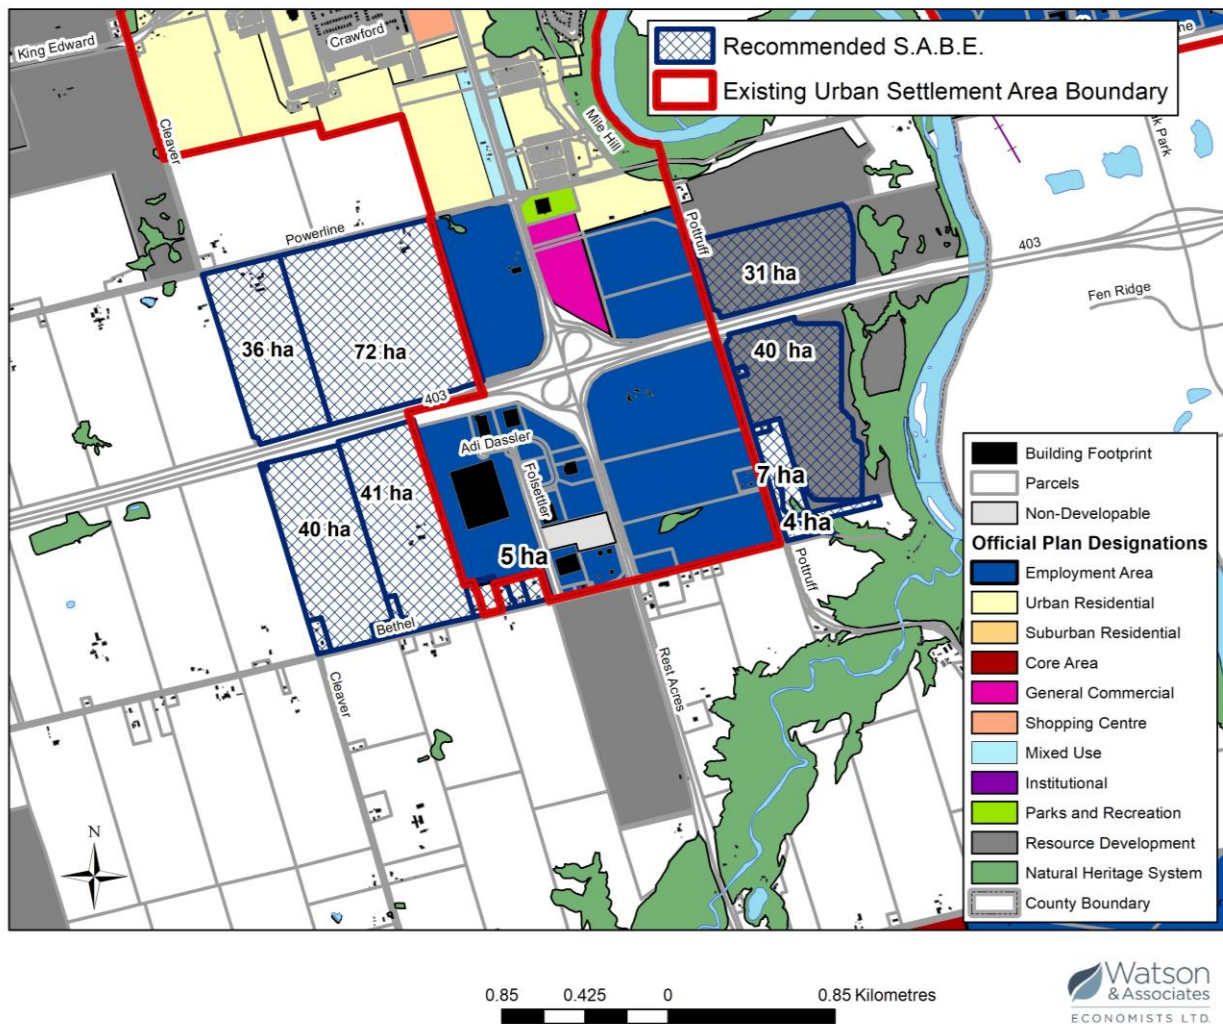 King Edward
Crawford
Recommended S.A.B.E.
Existing Urban Settlement Area Boundary
Cleaver
Mile Hill
Park
Powerline
Pottruff
403
31 ha
Fen Ridge
36 ha
72 ha
40 ha
403
Adi Dassler
Folsettler
41 ha
40 ha
7 ha
4 ha
5 ha
Bethel
Pottruff
Cleaver
Rest Acres
N
Building Footprint
Parcels
Non-Developable
Official Plan Designations
Employment Area
Urban Residential
Suburban Residential
Core Area
General Commercial
Shopping Centre
Mixed Use
Institutional
Parks and Recreation
Resource Development
Natural Heritage System
County Boundary
0.85 0.425 0 0.85 Kilometres
Watson
& Associates
ECONOMISTS LTD.